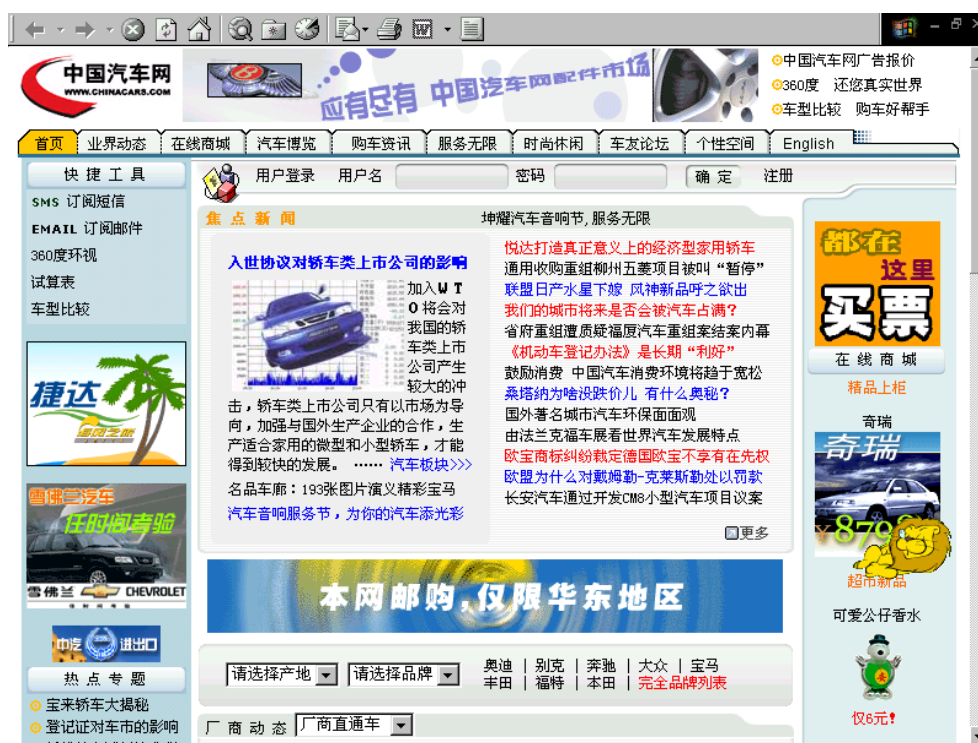 中国汽车网
WWW.CHINACARS.COM
应有尽有 中国汽车网配件市场
中国汽车网广告报价
360度 还您真实世界
车型比较 购车好帮手
首页 业界动态 在线商城 汽车博览 购车资讯 服务无限 时尚休闲 车友论坛 个性空间 English
快捷工具
SMS 订阅短信
EMAIL 订阅邮件
360度环视
试算表
车型比较
捷达
海风之旅
雪佛兰汽车
任时间考验
雪佛兰 CHEVROLET
任时间考验
中汽 进出口
热点专题
宝来轿车大揭秘
登记证对车市的影响
用户登录 用户名 密码 确定 注册
焦点新闻
坤耀汽车音响节,服务无限
入世协议对轿车类上市公司的影响
加入WT
O将会对
我国的轿
车类上市
公司产生
较大的冲
击，轿车类上市公司只有以市场为导
向，加强与国外生产企业的合作，生
产适合家用的微型和小型轿车，才能
得到较快的发展。 …… 汽车板块>>>
名品车廊：193张图片演义精彩宝马
汽车音响服务节，为你的汽车添光彩
悦达打造真正意义上的经济型家用轿车
通用收购重组柳州五菱项目被叫“暂停”
联盟日产水星下嫁 风神新品呼之欲出
我们的城市将来是否会被汽车占满?
省府重组遭质疑福厦汽车重组案结案内幕
《机动车登记办法》是长期“利好”
鼓励消费 中国汽车消费环境将趋于宽松
桑塔纳为啥没跌价儿 有什么奥秘?
国外著名城市汽车环保面面观
由法兰克福车展看世界汽车发展特点
欧宝商标纠纷裁定德国欧宝不享有在先权
欧盟为什么对戴姆勒-克莱斯勒处以罚款
长安汽车通过开发CM8小型汽车项目议案
更多
本网邮购,仅限华东地区
请选择产地 请选择品牌
奥迪 | 别克 | 奔驰 | 大众 | 宝马
丰田 | 福特 | 本田 | 完全品牌列表
厂商动态 厂商直通车
都在
这里
买票
在线商城
精品上柜
奇瑞
奇瑞
超市新品
可爱公仔香水
仅6元!